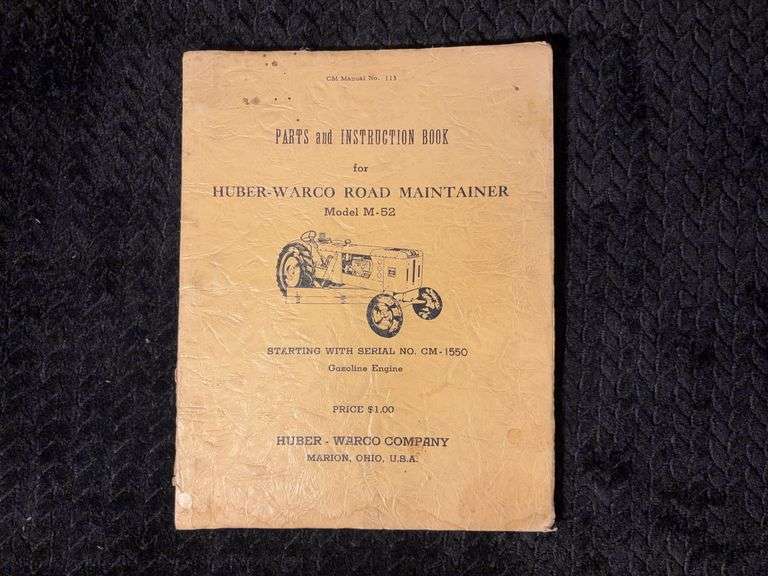 CM Manual No. 113
PARTS and INSTRUCTION BOOK
for
HUBER-WARCO ROAD MAINTAINER
Model M-52
STARTING WITH SERIAL NO. CM-1550
Gasoline Engine
PRICE $1.00
HUBER - WARCO COMPANY
MARION, OHIO, U.S.A.